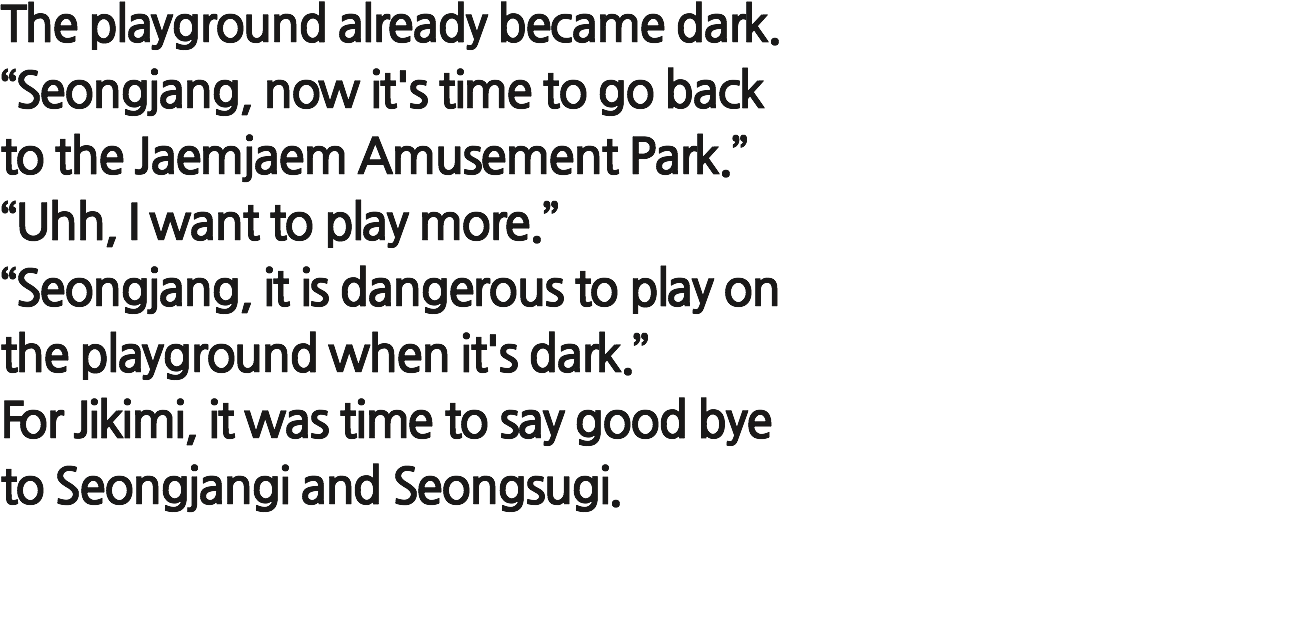 The playground already became dark.
“Seongjang, now it's time to go back
to the Jaemjaem Amusement Park.”
“Uhh, I want to play more.”
“Seongjang, it is dangerous to play on
the playground when it's dark.”
For Jikimi, it was time to say good bye
to Seongjangi and Seongsugi.